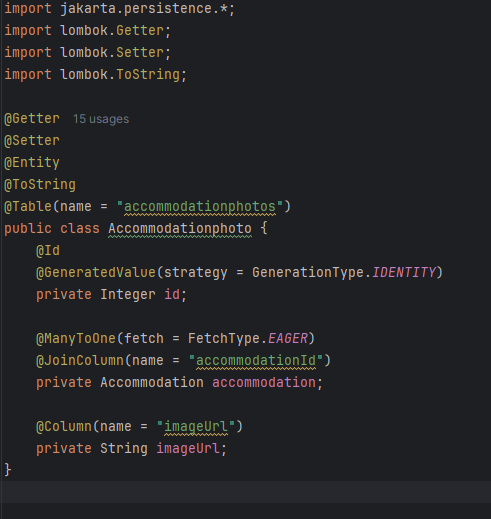 import jakarta.persistence.*;
import lombok.Getter;
import lombok.Setter;
import lombok.ToString;
@Getter 15 usages
@Setter
@Entity
@ToString
@Table(name = "accommodationphotos")
public class Accommodationphoto {
@Id
@GeneratedValue(strategy = GenerationType.IDENTITY)
private Integer id;
@ManyToOne(fetch = FetchType.EAGER)
@JoinColumn(name = "accommodationId")
private Accommodation accommodation;
@Column(name = "imageUrl")
private String imageUrl;
}